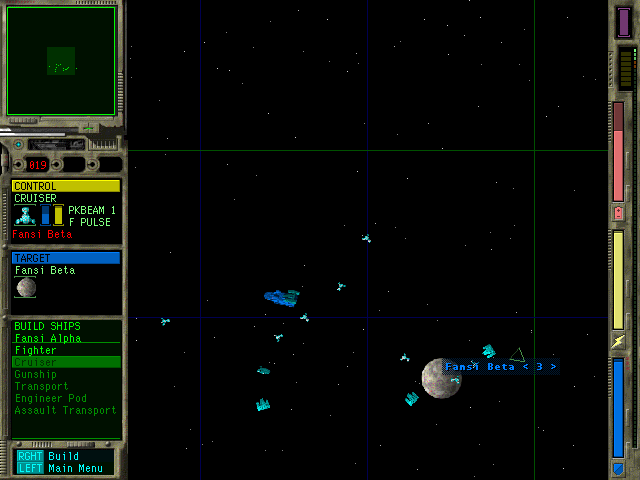 019
CONTROL
CRUISER
PKBEAM 1
F PULSE
Fansi Beta
TARGET
Fansi Beta
BUILD SHIPS
Fansi Alpha
Fighter
Cruiser
Gunship
Transport
Engineer Pod
Assault Transport
RGHT Build
LEFT Main Menu
Fansi Beta < 3 >